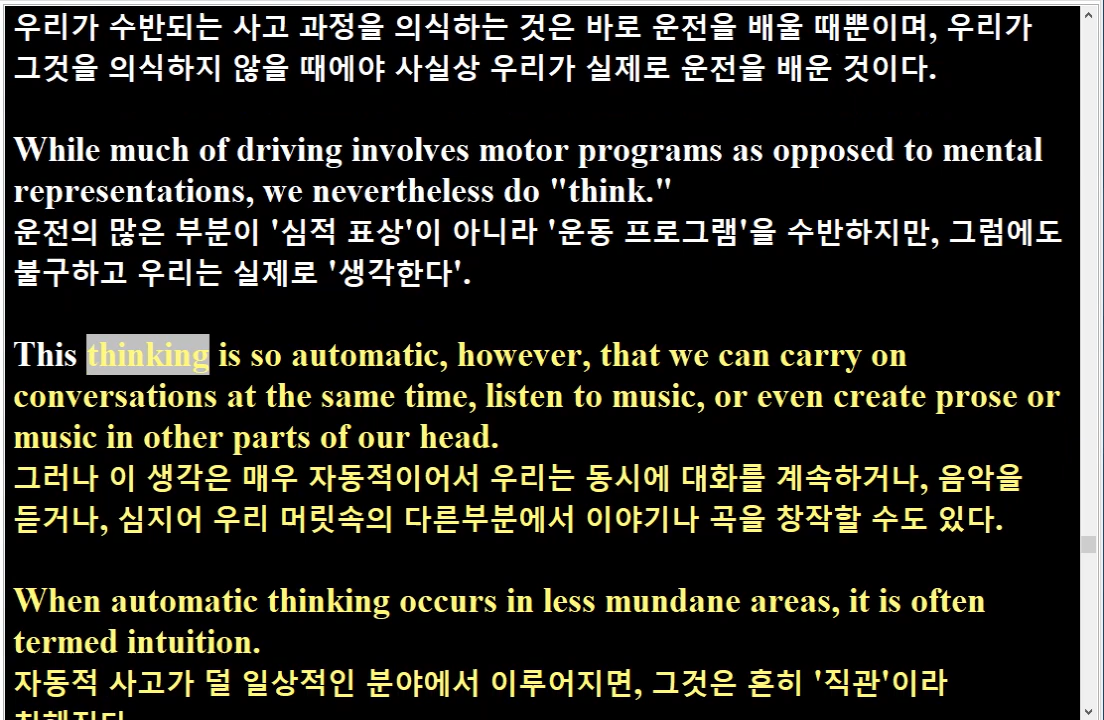 우리가 수반되는 사고 과정을 의식하는 것은 바로 운전을 배울 때뿐이며, 우리가
그것을 의식하지 않을 때에야 사실상 우리가 실제로 운전을 배운 것이다.
While much of driving involves motor programs as opposed to mental
representations, we nevertheless do "think."
운전의 많은 부분이 '심적 표상'이 아니라 '운동 프로그램'을 수반하지만, 그럼에도
불구하고 우리는 실제로 '생각한다'.
This thinking is so automatic, however, that we can carry on
conversations at the same time, listen to music, or even create prose or
music in other parts of our head.
그러나 이 생각은 매우 자동적이어서 우리는 동시에 대화를 계속하거나, 음악을
듣거나, 심지어 우리 머릿속의 다른부분에서 이야기나 곡을 창작할 수도 있다.
When automatic thinking occurs in less mundane areas, it is often
termed intuition.
자동적 사고가 덜 일상적인 분야에서 이루어지면, 그것은 흔히 '직관'이라